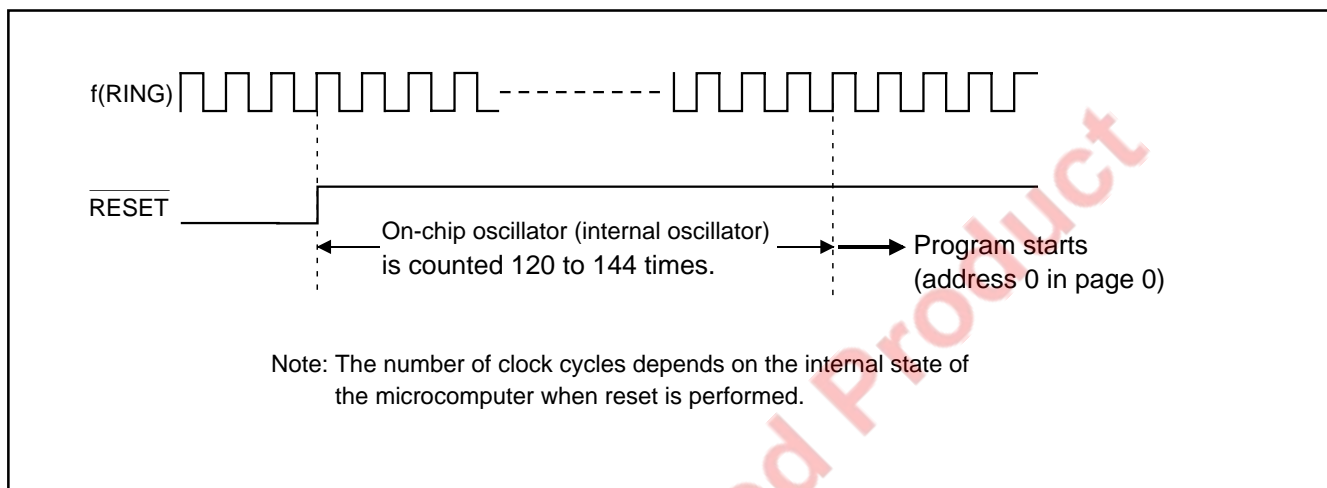 f(RING)
RESET
On-chip oscillator (internal oscillator)
is counted 120 to 144 times.
Program starts
(address 0 in page 0)
Note: The number of clock cycles depends on the internal state of
the microcomputer when reset is performed.
ed Product